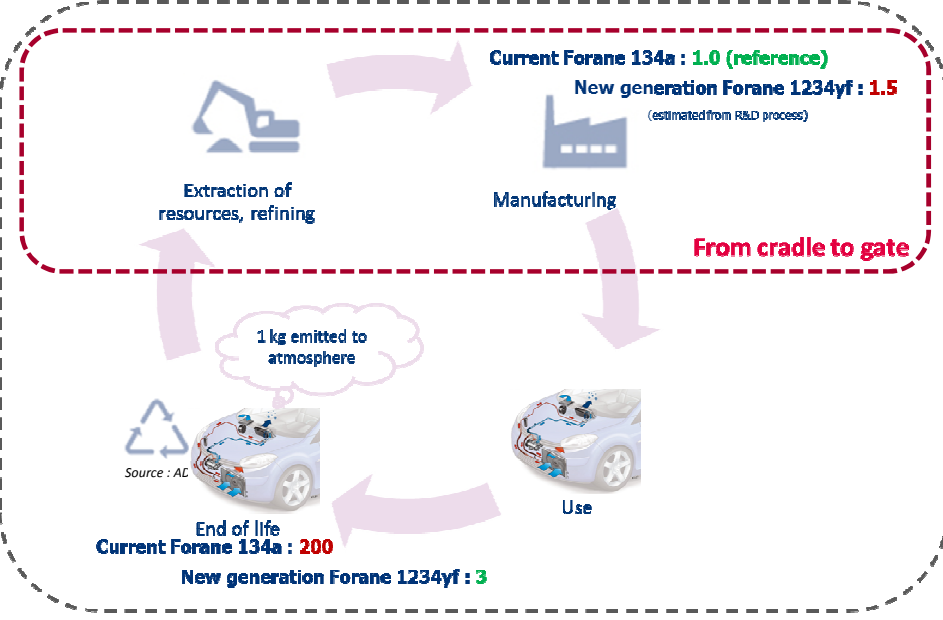 Current Forane 134a : 1.0 (reference)
New generation Forane 1234yf : 1.5
(estimated from R&D process)
Extraction of
resources, refining
Manufacturing
From cradle to gate
1 kg emitted to
atmosphere
Source : AD
Use
End of life
Current Forane 134a : 200
New generation Forane 1234yf : 3